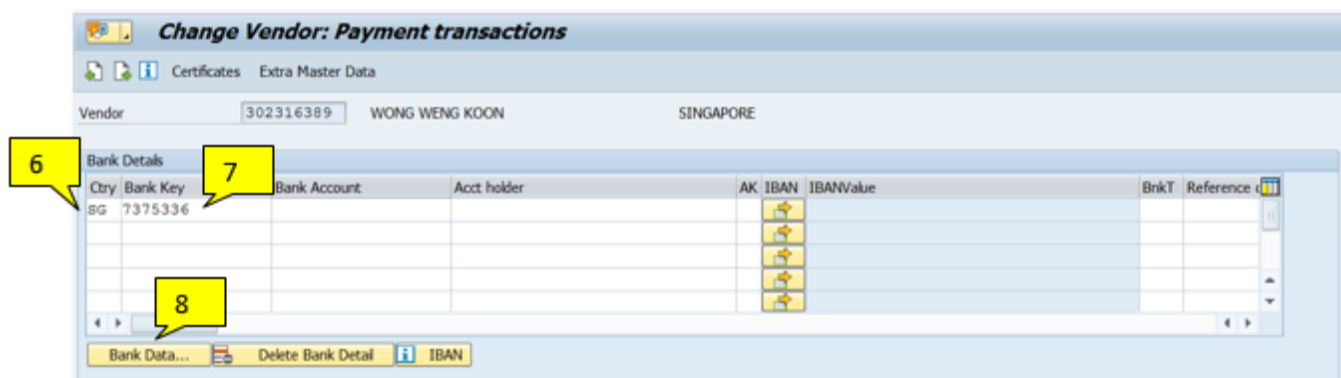 Change Vendor: Payment transactions
Certificates Extra Master Data
Vendor 302316389 WONG WENG KOON SINGAPORE
6
7
Bank Details
Ctry Bank Key Bank Account Acct holder AK IBAN IBANValue BnkT Reference
SG 7375336
8
Bank Data... Delete Bank Detail IBAN